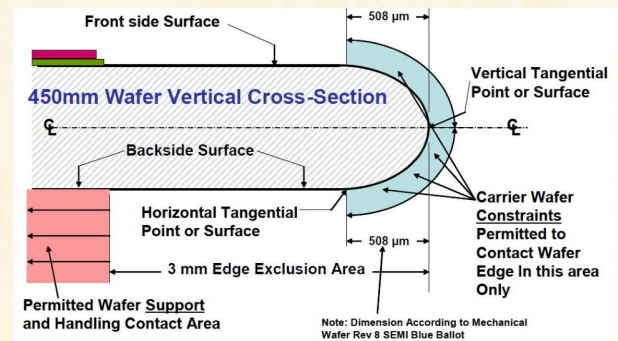 508 µm
Front side Surface
Vertical Tangential
Point or Surface
450mm Wafer Vertical Cross-Section
℄
℄
Backside Surface
Carrier Wafer
Constraints
Permitted to
Contact Wafer
Edge In this area
Only
Horizontal Tangential
Point or Surface
508 µm
3 mm Edge Exclusion Area
Permitted Wafer Support
and Handling Contact Area
Note: Dimension According to Mechanical
Wafer Rev 8 SEMI Blue Ballot